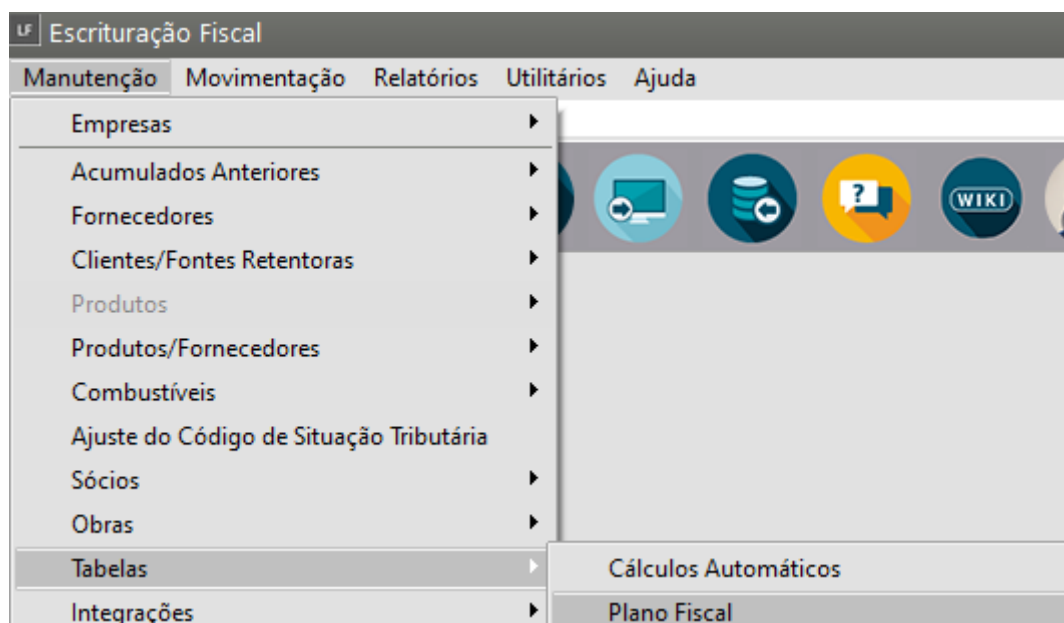 LF Escrituração Fiscal
Manutenção Movimentação Relatórios Utilitários Ajuda
Empresas
Acumulados Anteriores
Fornecedores
Clientes/Fontes Retentoras
? WIKI
Produtos
Produtos/Fornecedores
Combustíveis
Ajuste do Código de Situação Tributária
Sócios
Obras
Tabelas
Cálculos Automáticos
Integrações
Plano Fiscal